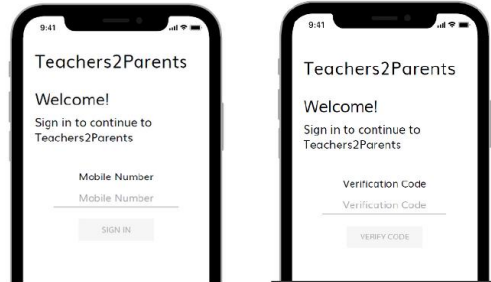 9:41
Teachers2Parents
Welcome!
Sign in to continue to
Teachers2Parents
Mobile Number
Mobile Number
SIGN IN
9:41
Teachers2Parents
Welcome!
Sign in to continue to
Teachers2Parents
Verification Code
Verification Code
VERIFY CODE